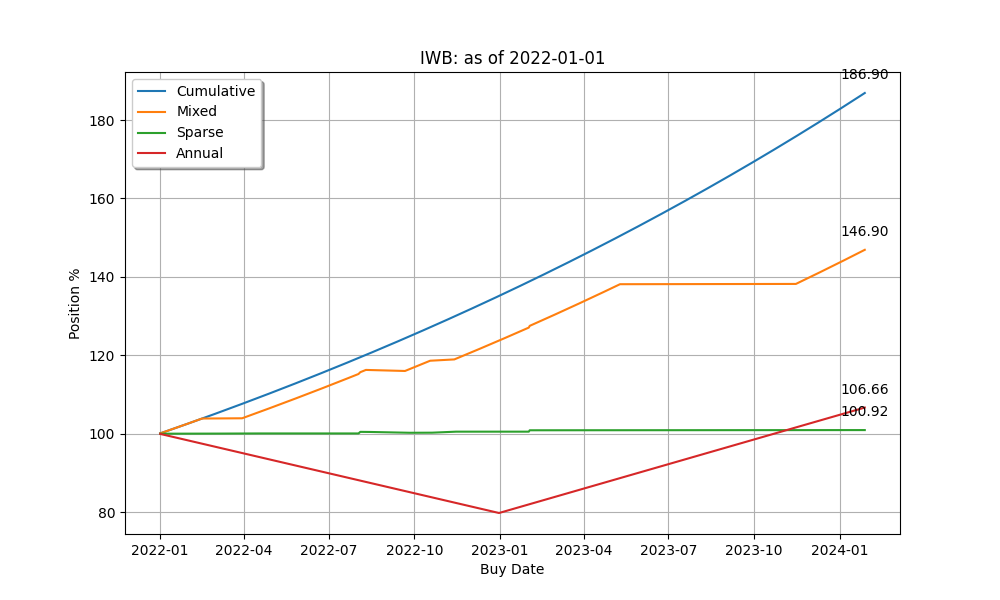 IWB: as of 2022-01-01
Cumulative
Mixed
Sparse
Annual
186.90
146.90
106.66
100.92
180
160
140
120
100
80
Position %
2022-01 2022-04 2022-07 2022-10 2023-01 2023-04 2023-07 2023-10 2024-01
Buy Date